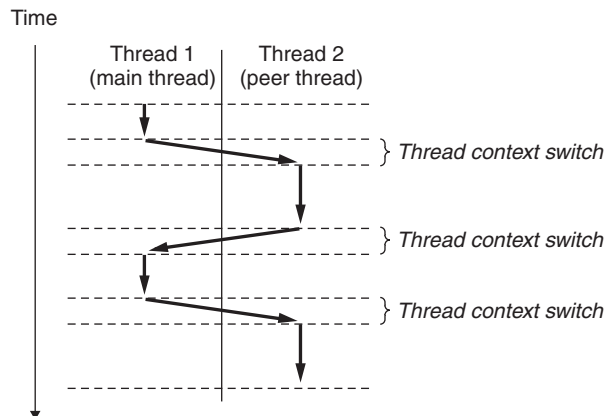 Time
Thread 1
(main thread)
Thread 2
(peer thread)
Thread context switch
Thread context switch
Thread context switch